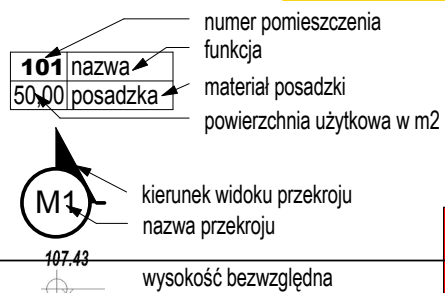 numer pomieszczenia
funkcja
101 nazwa
50,00 posadzka
materiał posadzki
powierzchnia użytkowa w m2
kierunek widoku przekroju
M1
nazwa przekroju
107.43
wysokość bezwzględna